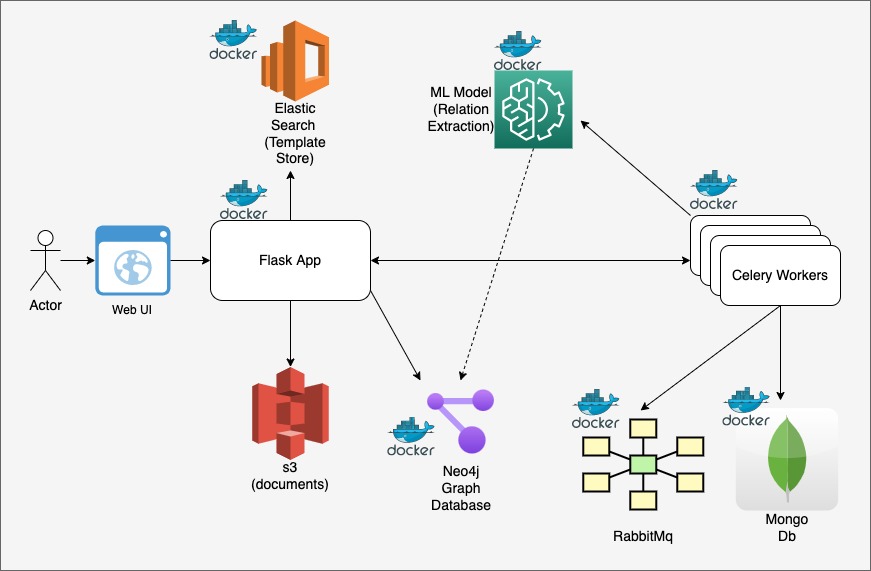 docker
Elastic
Search
(Template
Store)
docker
ML Model
(Relation
Extraction)
docker
docker
Actor
Web UI
Flask App
Celery Workers
s3
(documents)
docker
Neo4j
Graph
Database
docker
RabbitMq
docker
Mongo
Db